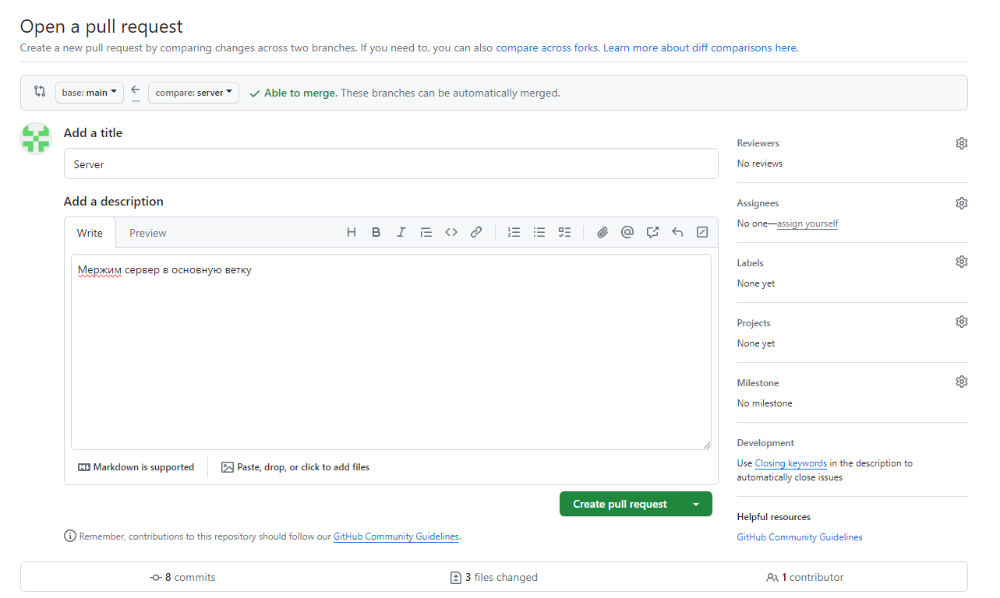 Open a pull request
Create a new pull request by comparing changes across two branches. If you need to, you can also compare across forks. Learn more about diff comparisons here.
base: main
...
compare: server
Able to merge. These branches can be automatically merged.
Add a title
Server
Add a description
Write
Preview
H B I
Мержим сервер в основную ветку
Markdown is supported
Paste, drop, or click to add files
Create pull request
Remember, contributions to this repository should follow our GitHub Community Guidelines.
Reviewers
No reviews
Assignees
No one—assign yourself
Labels
None yet
Projects
None yet
Milestone
No milestone
Development
Use Closing keywords in the description to
automatically close issues
Helpful resources
GitHub Community Guidelines
8 commits
3 files changed
1 contributor